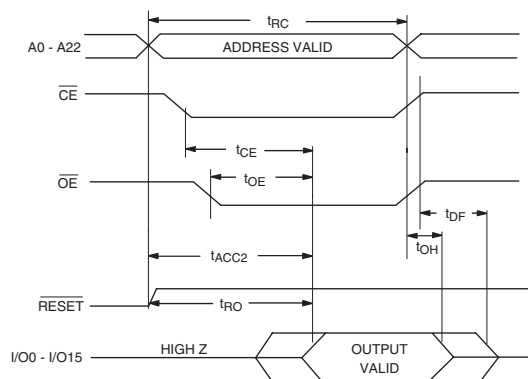 tRC
A0 - A22
ADDRESS VALID
CE
tCE
tOE
OE
tDF
tOH
tACC2
RESET
tRO
I/O0 - I/O15
HIGH Z
OUTPUT
VALID